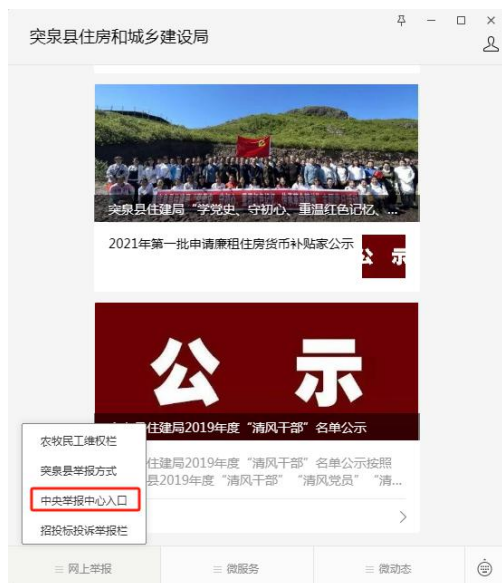 突泉县住房和城乡建设局
突泉县住建局“学党史、守初心、重温红色记忆、...
2021年第一批申请廉租住房货币补贴家公示
公 示
公 示
住建局2019年度“清风干部”名单公示
住建局2019年度“清风干部”名单公示按照
县2019年度“清风干部”“清风党员”“清...
农牧民工维权栏
突泉县举报方式
中央举报中心入口
招投标投诉举报栏
网上举报
微服务
微动态